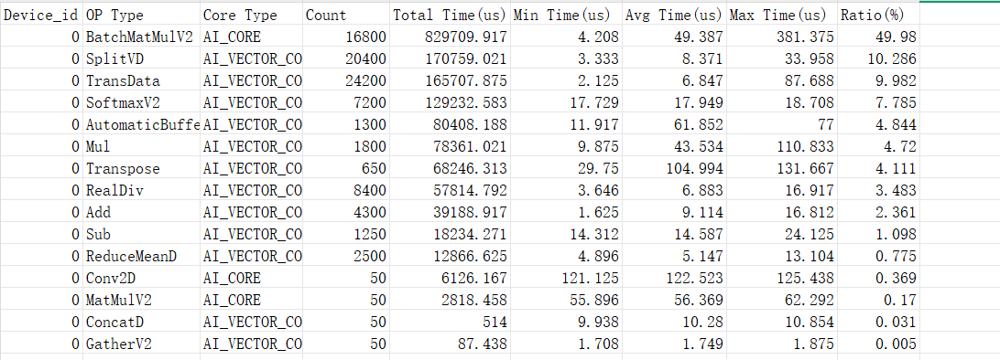 Device_id OP Type Core Type Count Total Time(us) Min Time(us) Avg Time(us) Max Time(us) Ratio(%)
0 BatchMatMulV2 AI_CORE 16800 829709.917 4.208 49.387 381.375 49.98
0 SplitVD AI_VECTOR_CO 20400 170759.021 3.333 8.371 33.958 10.286
0 TransData AI_VECTOR_CO 24200 165707.875 2.125 6.847 87.688 9.982
0 SoftmaxV2 AI_VECTOR_CO 7200 129232.583 17.729 17.949 18.708 7.785
0 AutomaticBuffe AI_VECTOR_CO 1300 80408.188 11.917 61.852 77 4.844
0 Mul AI_VECTOR_CO 1800 78361.021 9.875 43.534 110.833 4.72
0 Transpose AI_VECTOR_CO 650 68246.313 29.75 104.994 131.667 4.111
0 RealDiv AI_VECTOR_CO 8400 57814.792 3.646 6.883 16.917 3.483
0 Add AI_VECTOR_CO 4300 39188.917 1.625 9.114 16.812 2.361
0 Sub AI_VECTOR_CO 1250 18234.271 14.312 14.587 24.125 1.098
0 ReduceMeanD AI_VECTOR_CO 2500 12866.625 4.896 5.147 13.104 0.775
0 Conv2D AI_CORE 50 6126.167 121.125 122.523 125.438 0.369
0 MatMulV2 AI_CORE 50 2818.458 55.896 56.369 62.292 0.17
0 ConcatD AI_VECTOR_CO 50 514 9.938 10.28 10.854 0.031
0 GatherV2 AI_VECTOR_CO 50 87.438 1.708 1.749 1.875 0.005